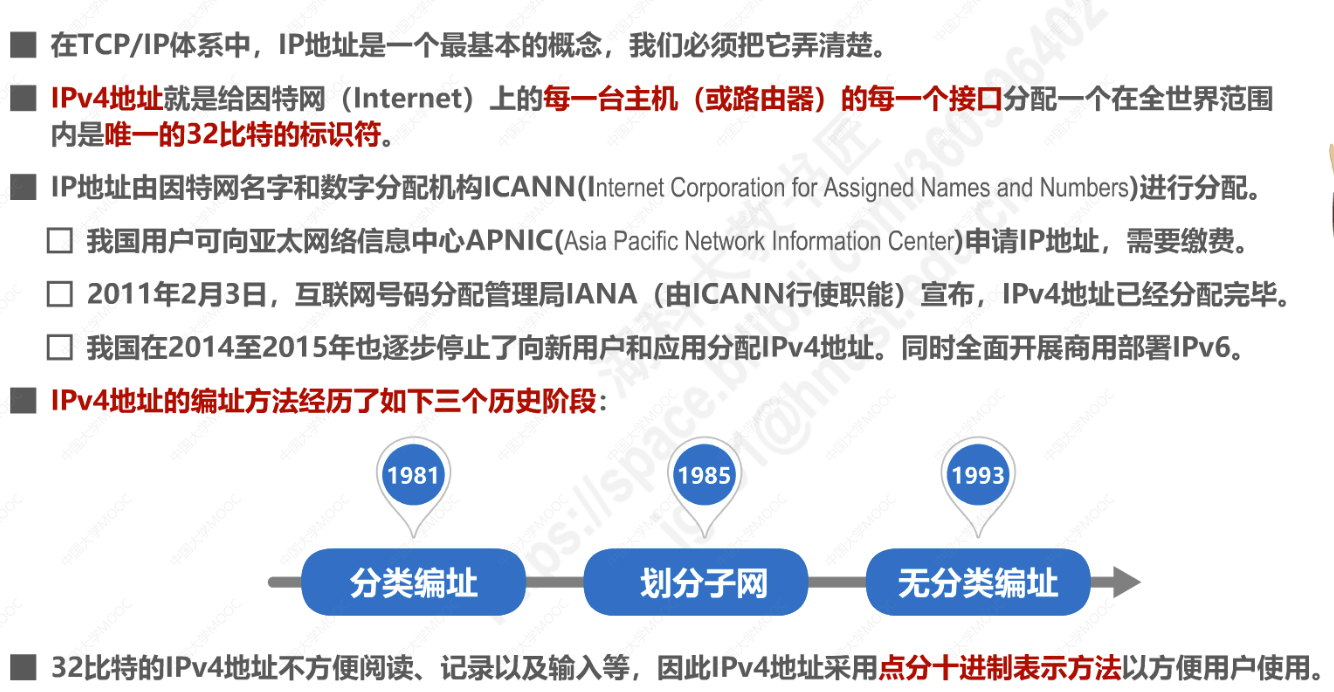 在TCP/IP体系中，IP地址是一个最基本的概念，我们必须把它弄清楚。
IPv4地址就是给因特网（Internet）上的每一台主机（或路由器）的每一个接口分配一个在全世界范围
内是唯一的32比特的标识符。
IP地址由因特网名字和数字分配机构ICANN(Internet Corporation for Assigned Names and Numbers)进行分配。
我国用户可向亚太网络信息中心APNIC(Asia Pacific Network Information Center)申请IP地址，需要缴费。
2011年2月3日，互联网号码分配管理局IANA（由ICANN行使职能）宣布，IPv4地址已经分配完毕。
我国在2014至2015年也逐步停止了向新用户和应用分配IPv4地址。同时全面开展商用部署IPv6。
IPv4地址的编址方法经历了如下三个历史阶段：
1981 1985 1993
分类编址 划分子网 无分类编址
32比特的IPv4地址不方便阅读、记录以及输入等，因此IPv4地址采用点分十进制表示方法以方便用户使用。
中国大学MOOC